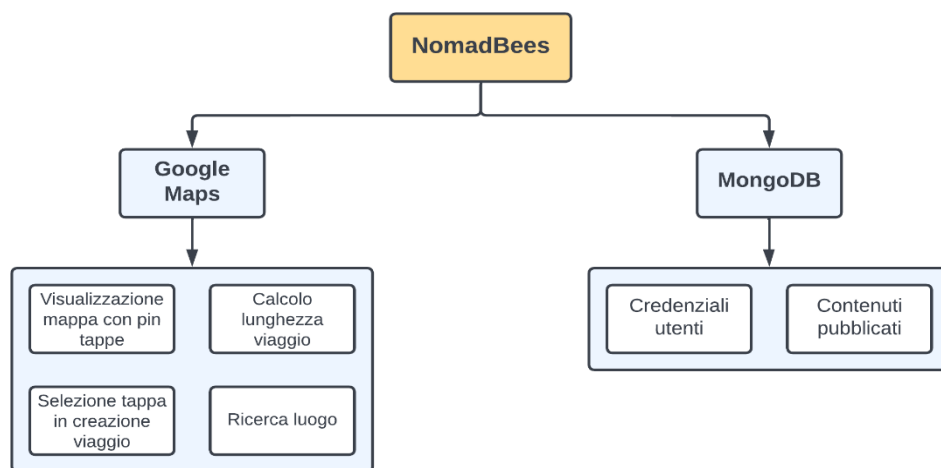 NomadBees
Google
Maps
MongoDB
Visualizzazione
mappa con pin
tappe
Calcolo
lunghezza
viaggio
Selezione tappa
in creazione
viaggio
Ricerca luogo
Credenziali
utenti
Contenuti
pubblicati